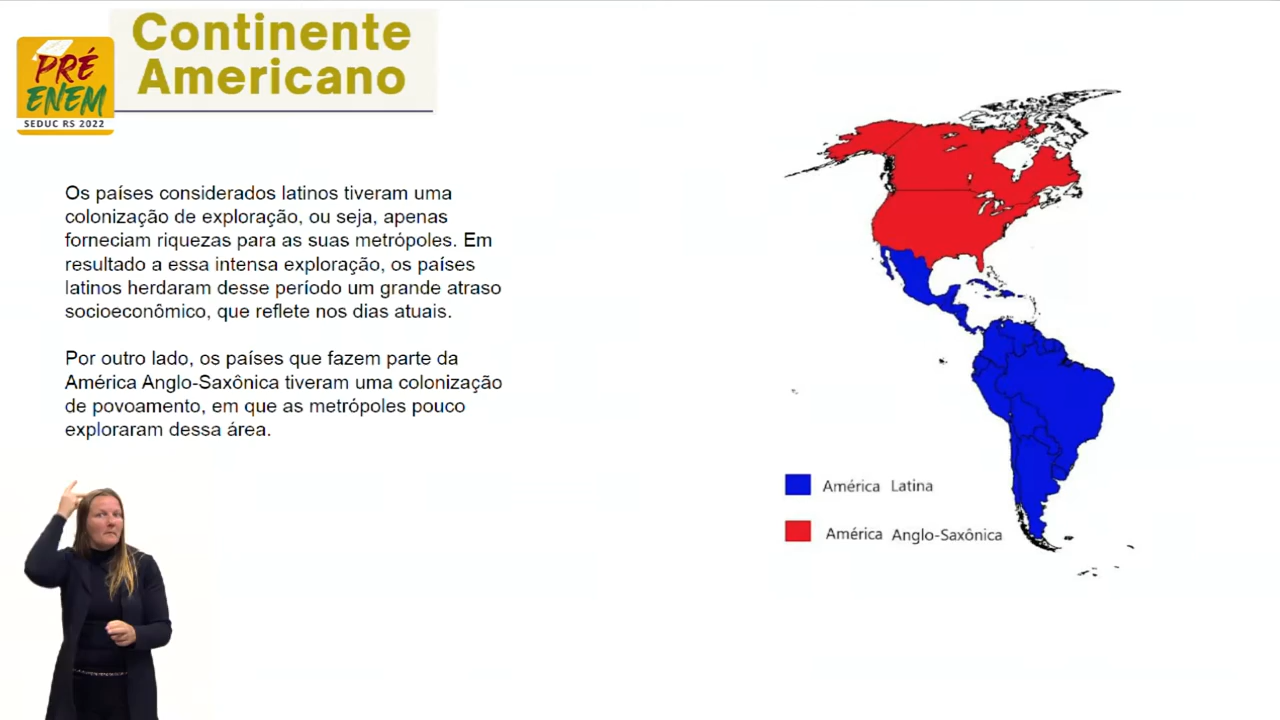 Continente
Americano
PRÉ
ENEM
SEDUC RS 2022
Os países considerados latinos tiveram uma
colonização de exploração, ou seja, apenas
forneciam riquezas para as suas metrópoles. Em
resultado a essa intensa exploração, os países
latinos herdaram desse período um grande atraso
socioeconômico, que reflete nos dias atuais.
Por outro lado, os países que fazem parte da
América Anglo-Saxônica tiveram uma colonização
de povoamento, em que as metrópoles pouco
exploraram dessa área.
América Latina
América Anglo-Saxônica